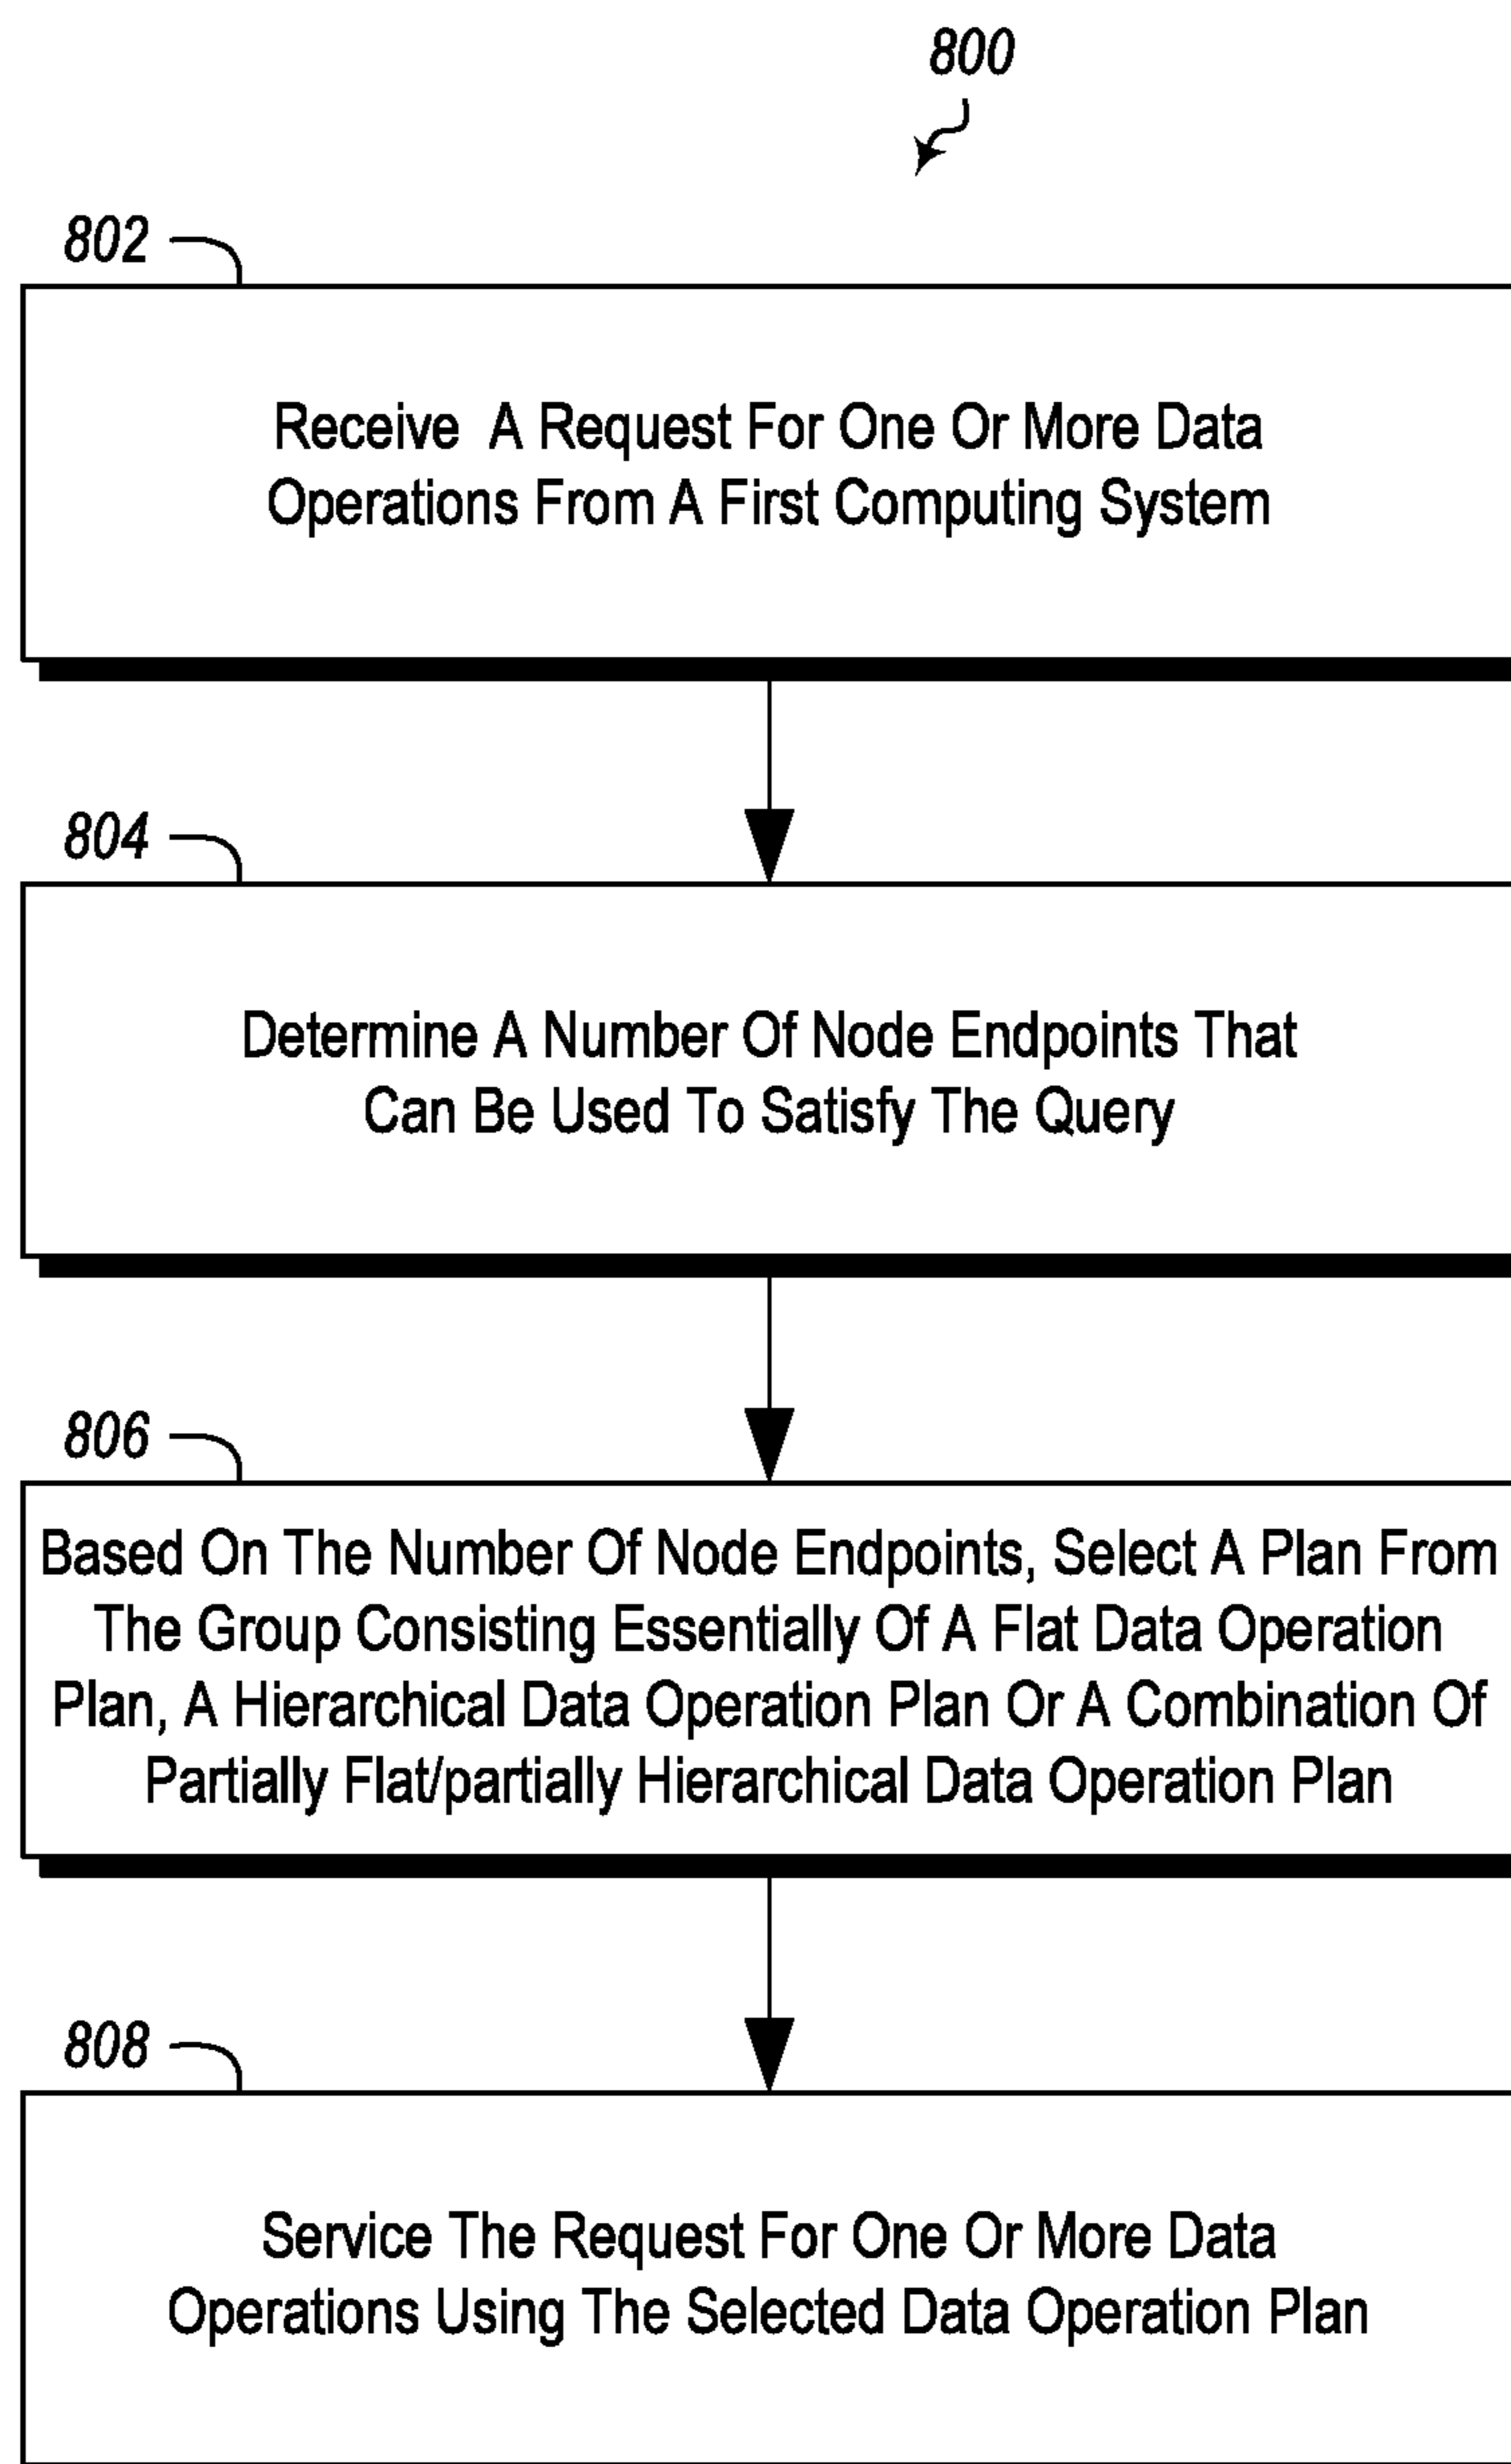 800
802
Receive A Request For One Or More Data
Operations From A First Computing System
804
Determine A Number Of Node Endpoints That
Can Be Used To Satisfy The Query
806
Based On The Number Of Node Endpoints, Select A Plan From
The Group Consisting Essentially Of A Flat Data Operation
Plan, A Hierarchical Data Operation Plan Or A Combination Of
Partially Flat/partially Hierarchical Data Operation Plan
808
Service The Request For One Or More Data
Operations Using The Selected Data Operation Plan